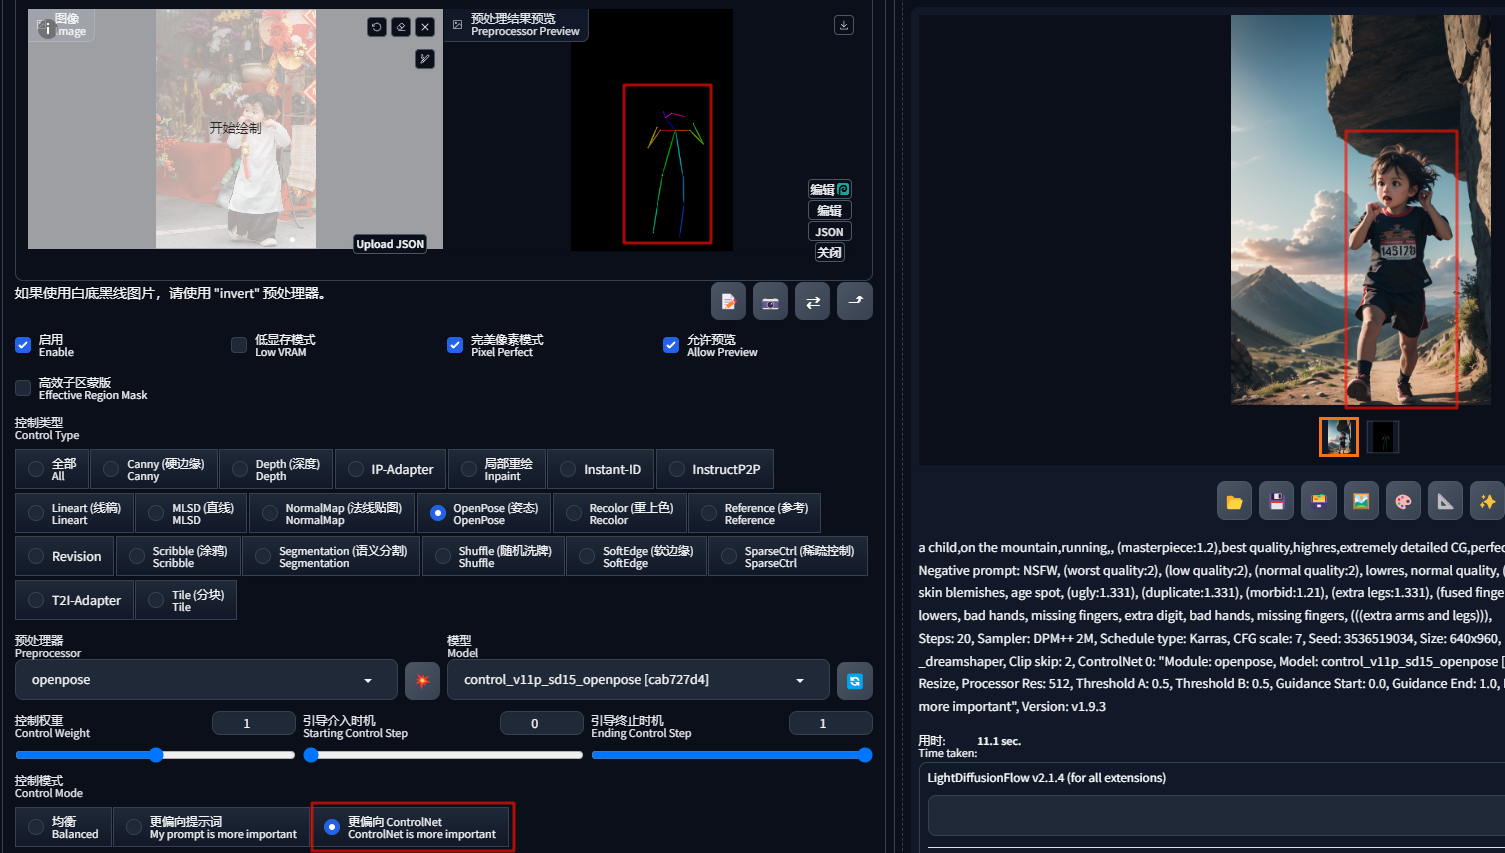 图像
Image
开始绘制
Upload JSON
预处理结果预览
Preprocessor Preview
编辑
编辑
JSON
关闭
如果使用白底黑线图片，请使用 "invert" 预处理器。
启用
Enable
低显存模式
Low VRAM
完美像素模式
Pixel Perfect
允许预览
Allow Preview
高效子区蒙版
Effective Region Mask
控制类型
Control Type
全部
All
Canny (硬边缘)
Canny
Depth (深度)
Depth
IP-Adapter
局部重绘
Inpaint
Instant-ID
InstructP2P
Lineart (线稿)
Lineart
MLSD (直线)
MLSD
NormalMap (法线贴图)
NormalMap
OpenPose (姿态)
OpenPose
Recolor (重上色)
Recolor
Reference (参考)
Reference
Revision
Scribble (涂鸦)
Scribble
Segmentation (语义分割)
Segmentation
Shuffle (随机洗牌)
Shuffle
SoftEdge (软边缘)
SoftEdge
SparseCtrl (稀疏控制)
SparseCtrl
T2I-Adapter
Tile (分块)
Tile
预处理器
Preprocessor
openpose
模型
Model
control_v11p_sd15_openpose [cab727d4]
控制权重
Control Weight
1
引导介入时机
Starting Control Step
0
引导终止时机
Ending Control Step
1
控制模式
Control Mode
均衡
Balanced
更偏向提示词
My prompt is more important
更偏向 ControlNet
ControlNet is more important
a child,on the mountain,running,, (masterpiece:1.2),best quality,highres,extremely detailed CG,perfec
Negative prompt: NSFW, (worst quality:2), (low quality:2), (normal quality:2), lowres, normal quality, (
skin blemishes, age spot, (ugly:1.331), (duplicate:1.331), (morbid:1.21), (extra legs:1.331), (fused finge
lowers, bad hands, missing fingers, extra digit, bad hands, missing fingers, (((extra arms and legs))),
Steps: 20, Sampler: DPM++ 2M, Schedule type: Karras, CFG scale: 7, Seed: 3536519034, Size: 640x960,
_dreamshaper, Clip skip: 2, ControlNet 0: "Module: openpose, Model: control_v11p_sd15_openpose [
Resize, Processor Res: 512, Threshold A: 0.5, Threshold B: 0.5, Guidance Start: 0.0, Guidance End: 1.0,
more important", Version: v1.9.3
用时:
Time taken:
11.1 sec.
LightDiffusionFlow v2.1.4 (for all extensions)